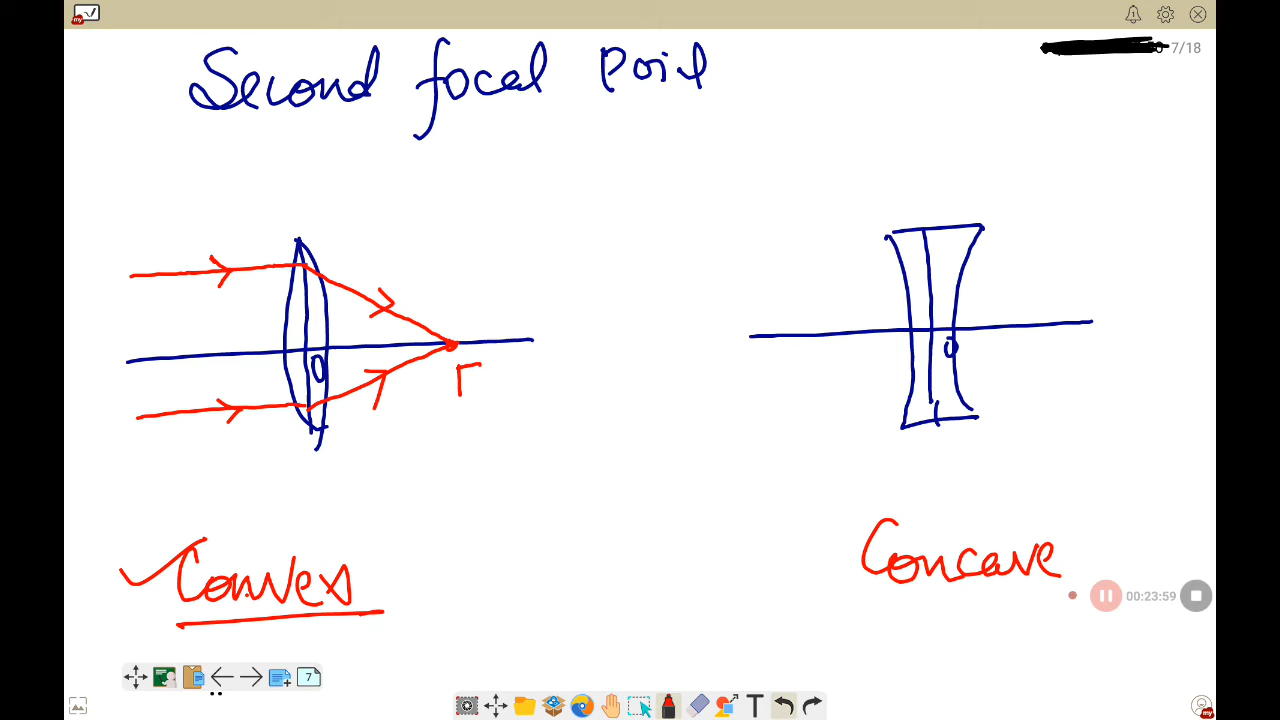 7/18
Second focal Point
O
F
O
Convex
Concave
00:23:59
7